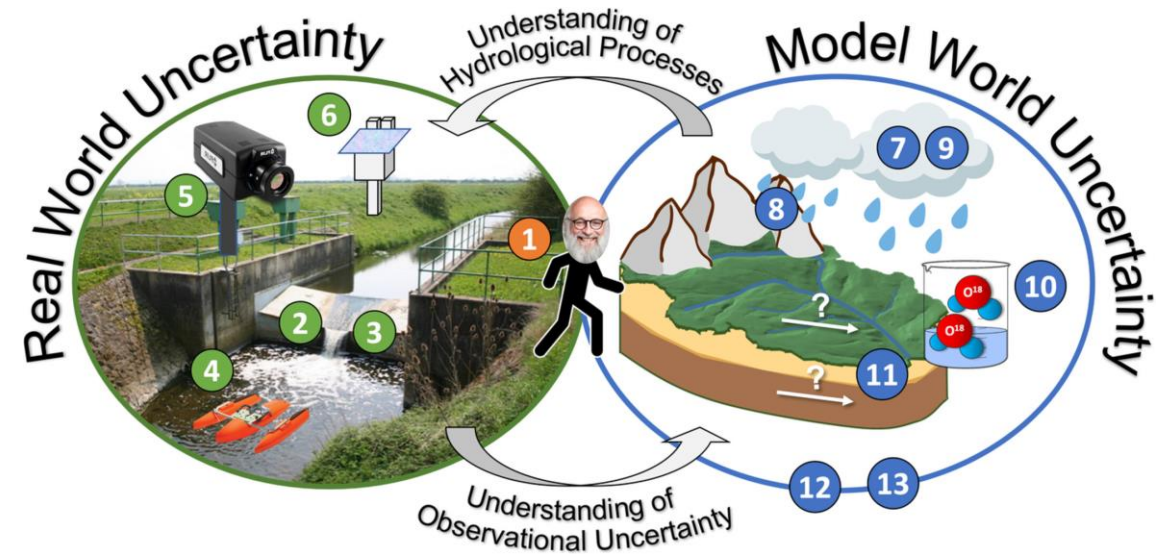 Real World Uncertainty
Understanding of
Hydrological Processes
Model World Uncertainty
6
5
7
9
8
1
10
O18
O18
2
3
?
4
11
?
12
13
Understanding of
Observational Uncertainty